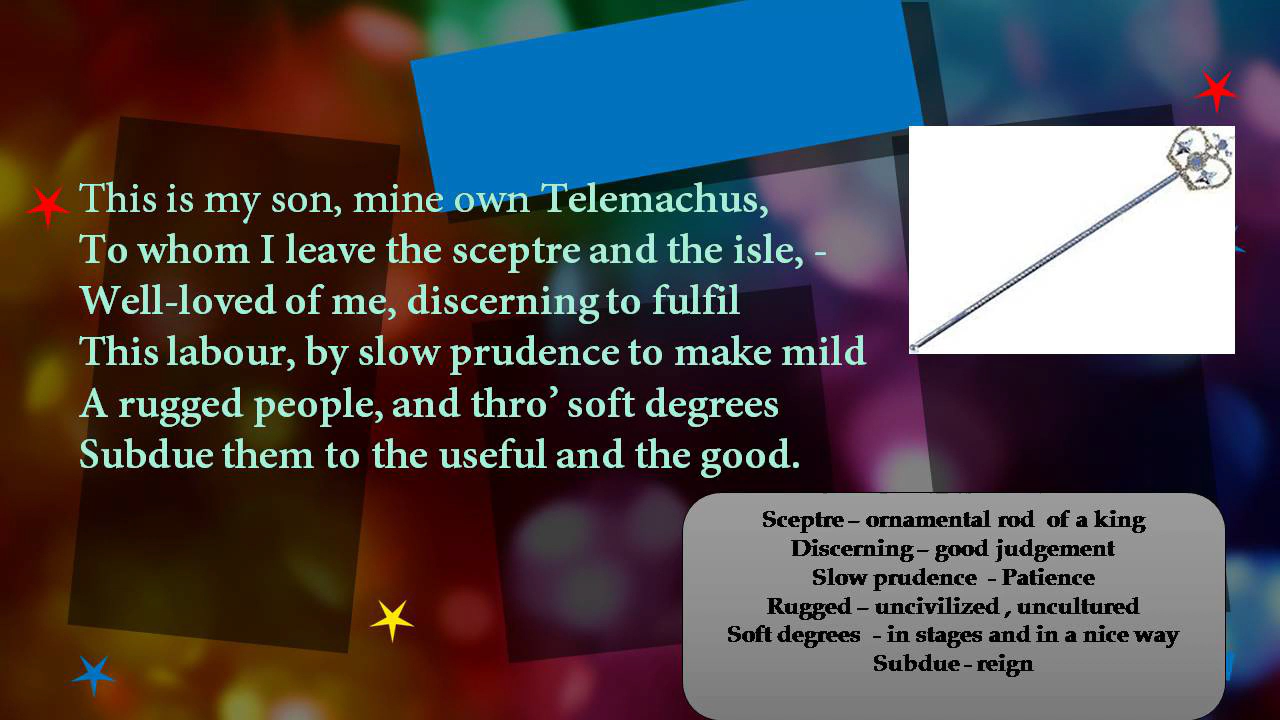 This is my son, mine own Telemachus,
To whom I leave the sceptre and the isle, -
Well-loved of me, discerning to fulfil
This labour, by slow prudence to make mild
A rugged people, and thro’ soft degrees
Subdue them to the useful and the good.
Sceptre – ornamental rod of a king
Discerning – good judgement
Slow prudence - Patience
Rugged – uncivilized , uncultured
Soft degrees - in stages and in a nice way
Subdue - reign